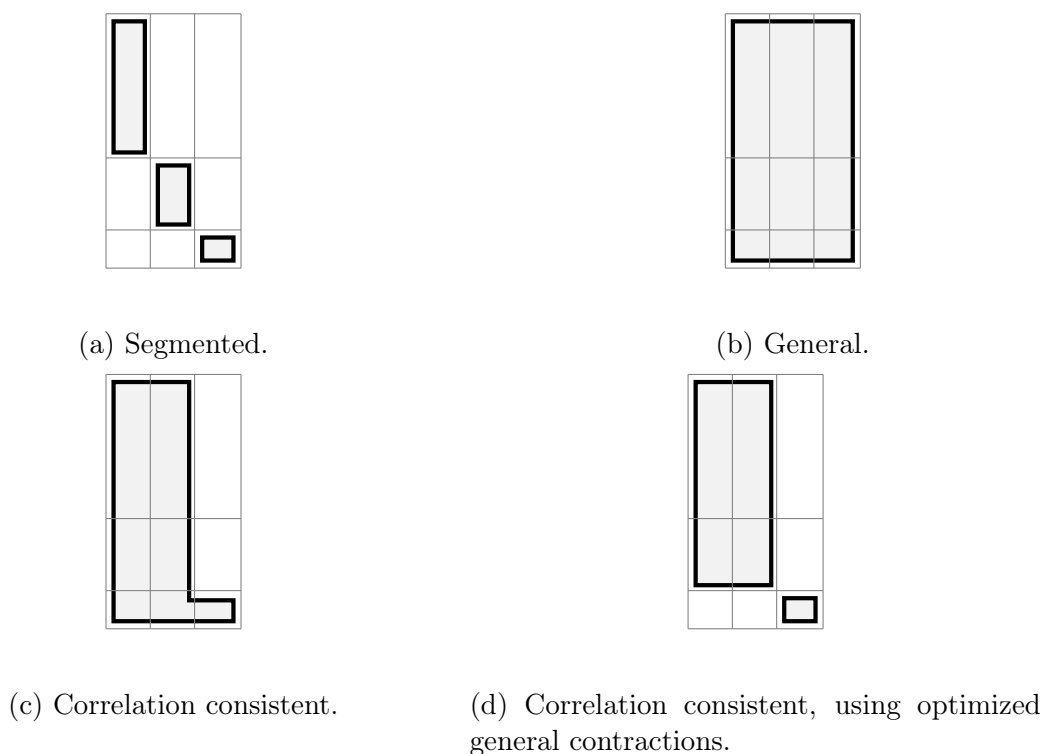 (a) Segmented.
(b) General.
(c) Correlation consistent.
(d) Correlation consistent, using optimized
general contractions.